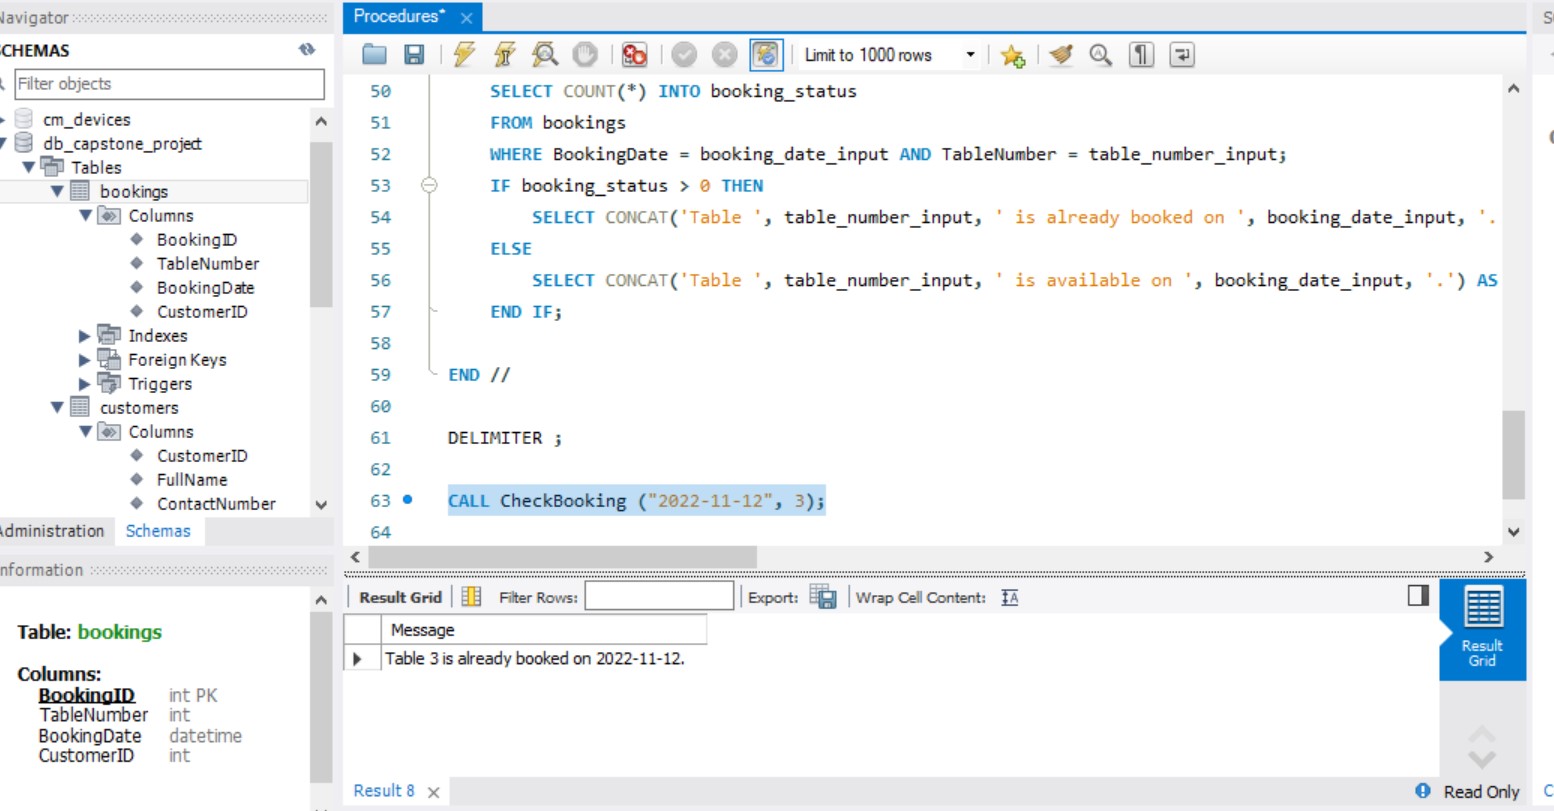 Navigator
SCHEMAS
Filter objects
cm_devices
db_capstone_project
Tables
bookings
Columns
BookingID
TableNumber
BookingDate
CustomerID
Indexes
Foreign Keys
Triggers
customers
Columns
CustomerID
FullName
ContactNumber
Administration Schemas
Information
Table: bookings
Columns:
BookingID int PK
TableNumber int
BookingDate datetime
CustomerID int
Procedures*
Limit to 1000 rows
50 SELECT COUNT(*) INTO booking_status
51 FROM bookings
52 WHERE BookingDate = booking_date_input AND TableNumber = table_number_input;
53 IF booking_status > 0 THEN
54 SELECT CONCAT('Table ', table_number_input, ' is already booked on ', booking_date_input, '.
55 ELSE
56 SELECT CONCAT('Table ', table_number_input, ' is available on ', booking_date_input, '.') AS
57 END IF;
58
59 END //
60
61 DELIMITER ;
62
63 CALL CheckBooking ("2022-11-12", 3);
64
Result Grid Filter Rows: Export: Wrap Cell Content:
Message
Table 3 is already booked on 2022-11-12.
Result
Grid
Result 8
Read Only